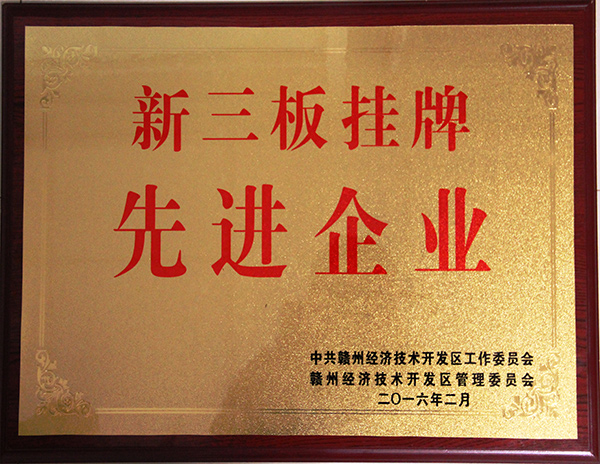 新三板挂牌
先进企业
中共赣州经济技术开发区工作委员会
赣州经济技术开发区管理委员会
二〇一六年二月